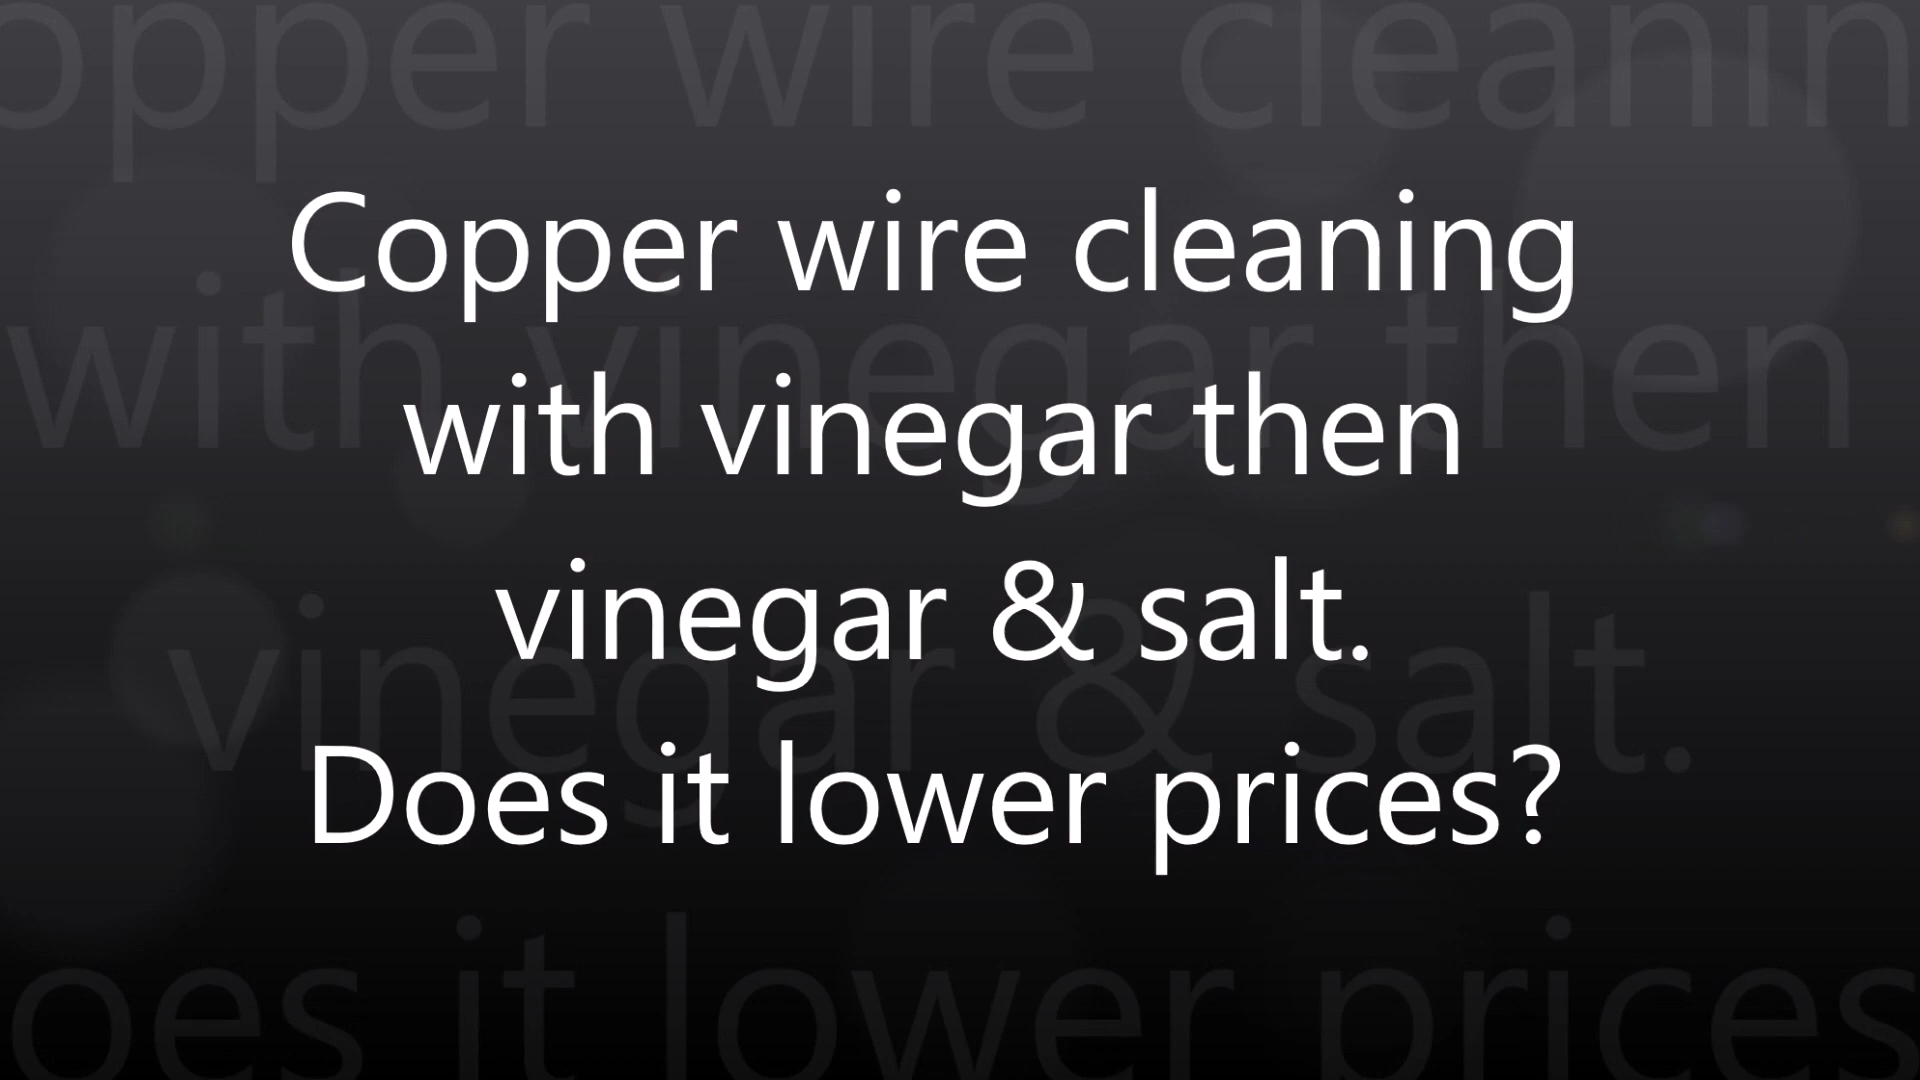 Copper wire cleaning
with vinegar then
vinegar & salt.
Does it lower prices?